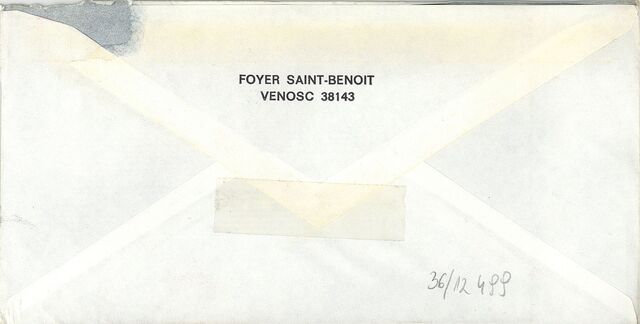 FOYER SAINT-BENOIT
VENOSC 38143
36/12 499